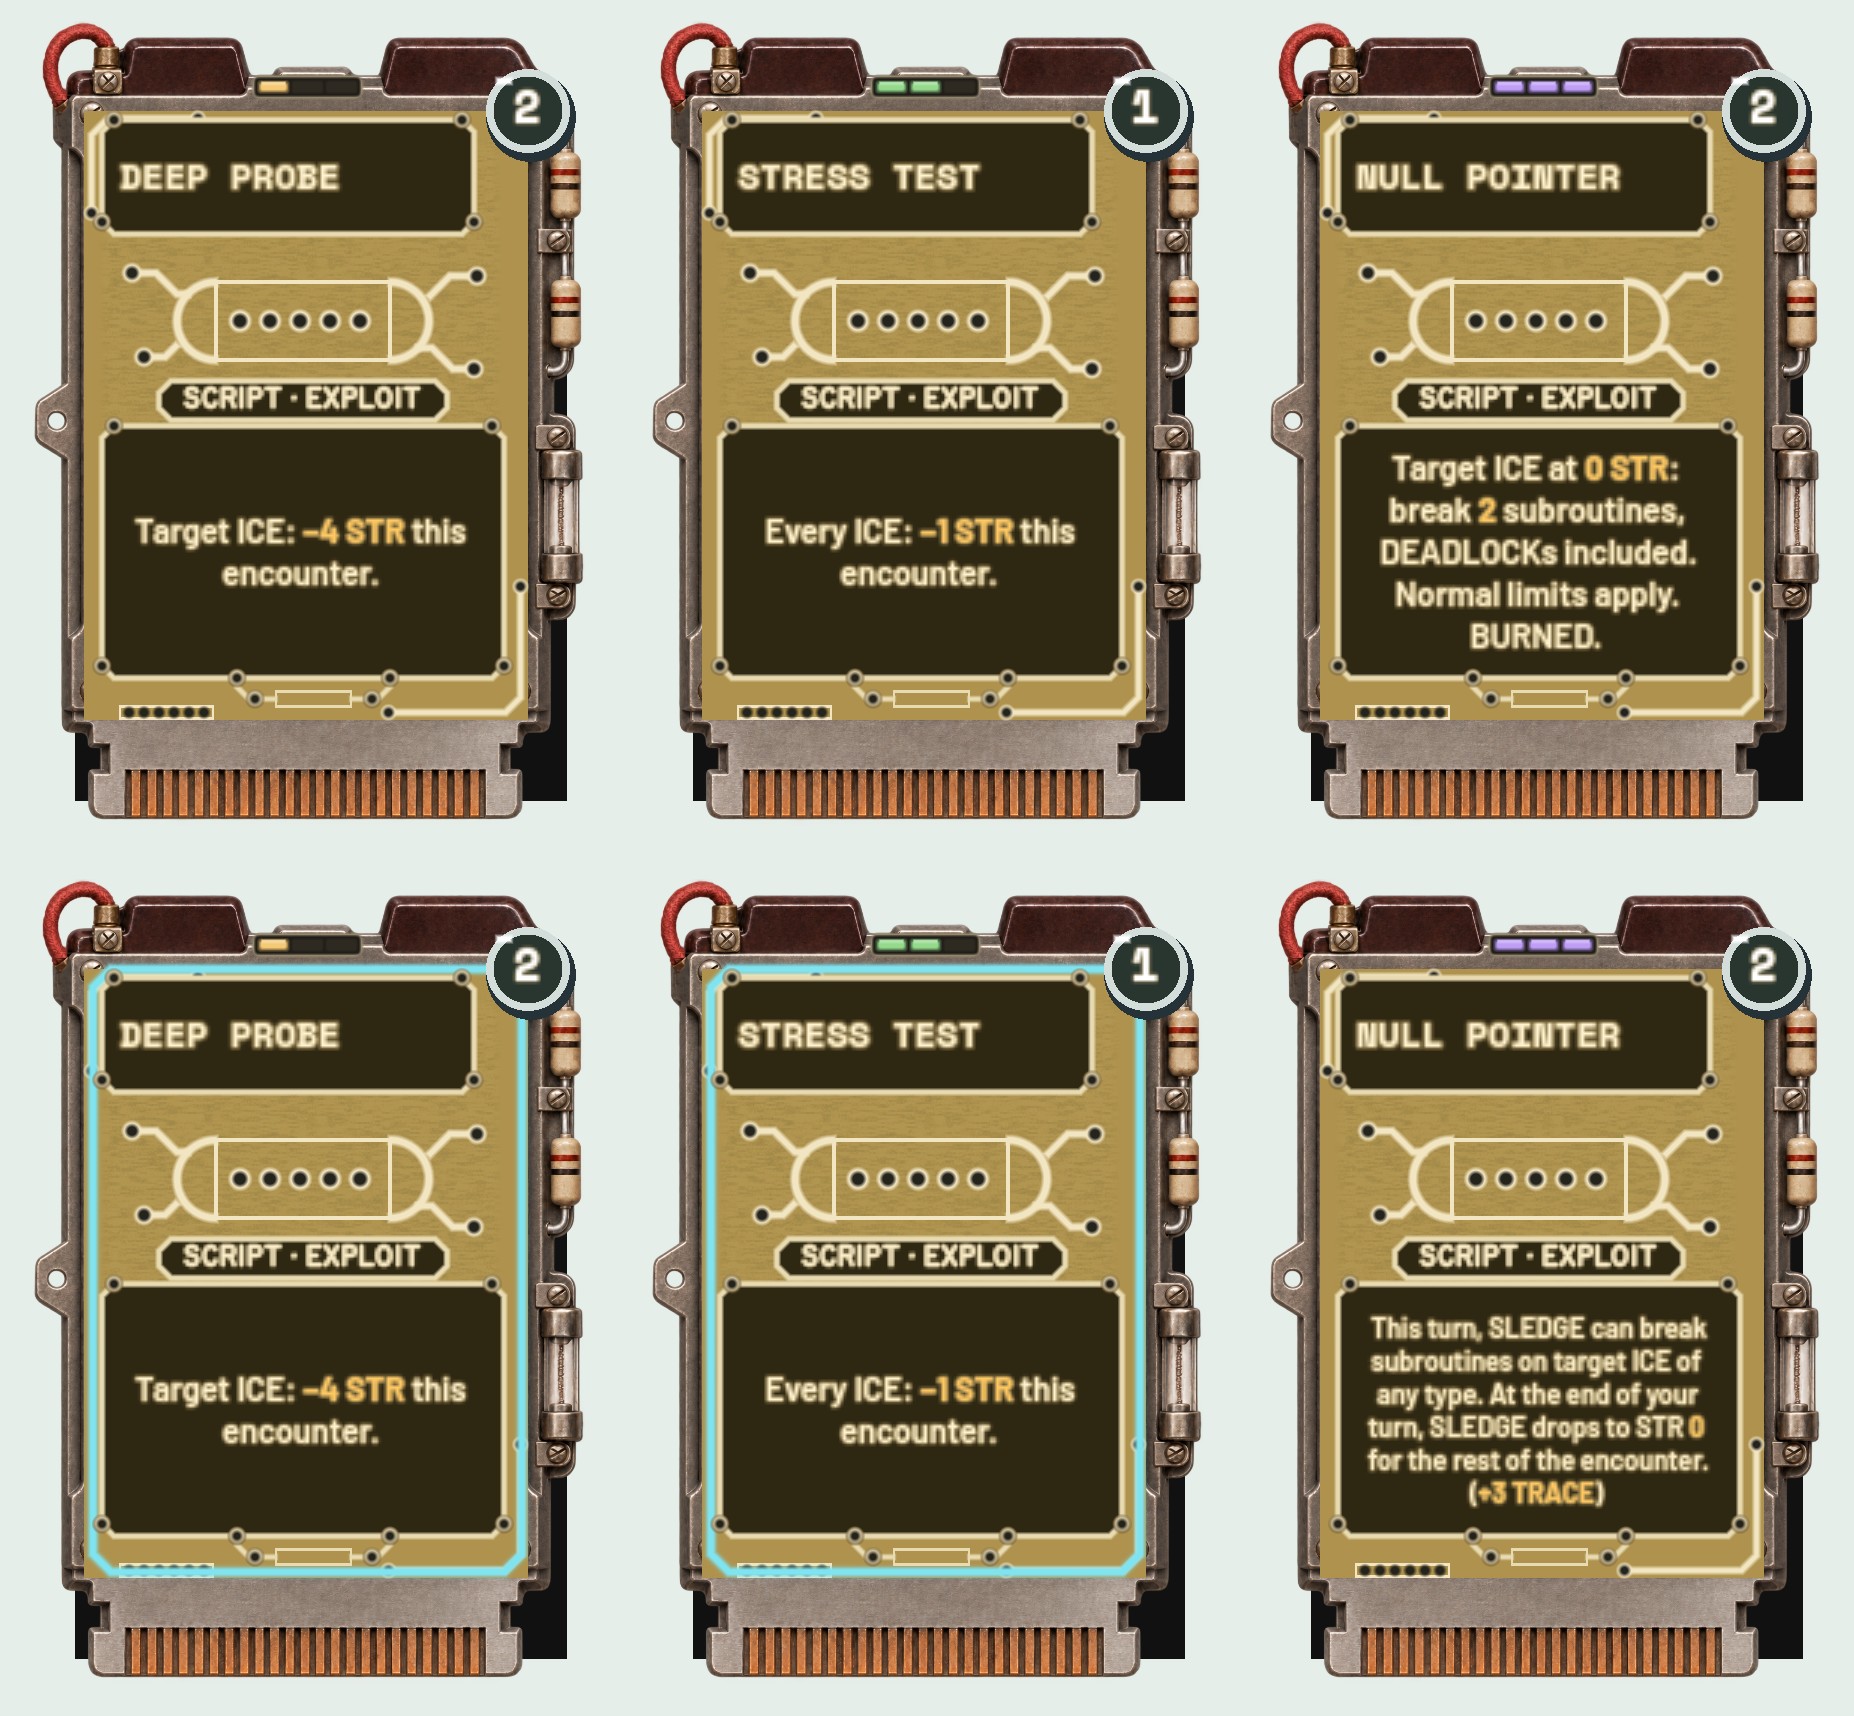 2
DEEP PROBE
SCRIPT · EXPLOIT
Target ICE: –4 STR this
encounter.
1
STRESS TEST
SCRIPT · EXPLOIT
Every ICE: –1 STR this
encounter.
2
NULL POINTER
SCRIPT · EXPLOIT
Target ICE at 0 STR:
break 2 subroutines,
DEADLOCKs included.
Normal limits apply.
BURNED.
2
DEEP PROBE
SCRIPT · EXPLOIT
Target ICE: –4 STR this
encounter.
1
STRESS TEST
SCRIPT · EXPLOIT
Every ICE: –1 STR this
encounter.
2
NULL POINTER
SCRIPT · EXPLOIT
This turn, SLEDGE can break
subroutines on target ICE of
any type. At the end of your
turn, SLEDGE drops to STR 0
for the rest of the encounter.
(+3 TRACE)